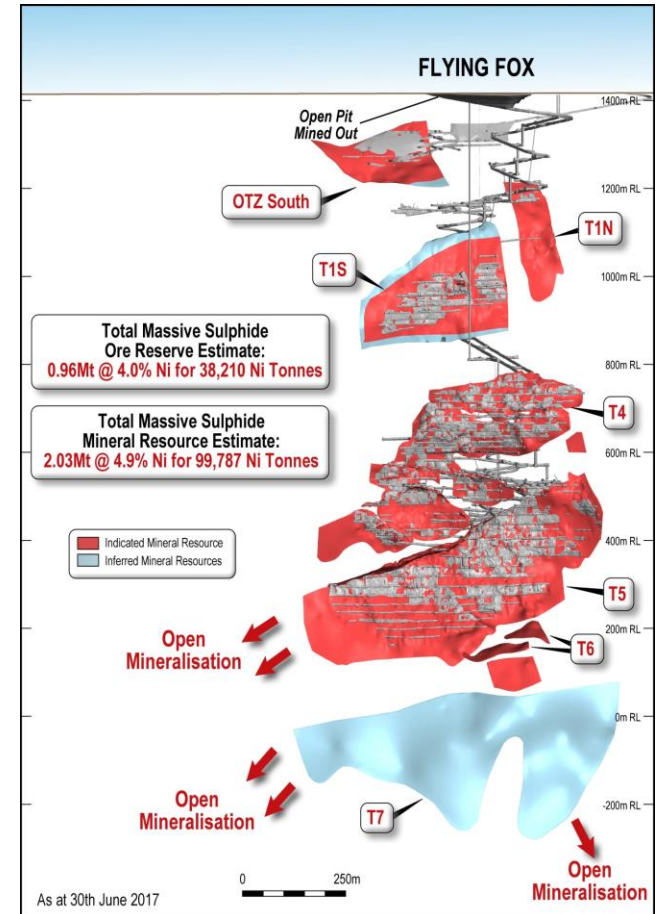 FLYING FOX
Open Pit
Mined Out
1400m RL
1200m RL
OTZ South
T1N
T1S
1000m RL
Total Massive Sulphide
Ore Reserve Estimate:
0.96Mt @ 4.0% Ni for 38,210 Ni Tonnes
800m RL
T4
Total Massive Sulphide
Mineral Resource Estimate:
2.03Mt @ 4.9% Ni for 99,787 Ni Tonnes
600m RL
Indicated Mineral Resource
Inferred Mineral Resources
400m RL
T5
Open
Mineralisation
200m RL
T6
0m RL
Open
Mineralisation
T7
-200m RL
Open
Mineralisation
As at 30th June 2017
0 250m